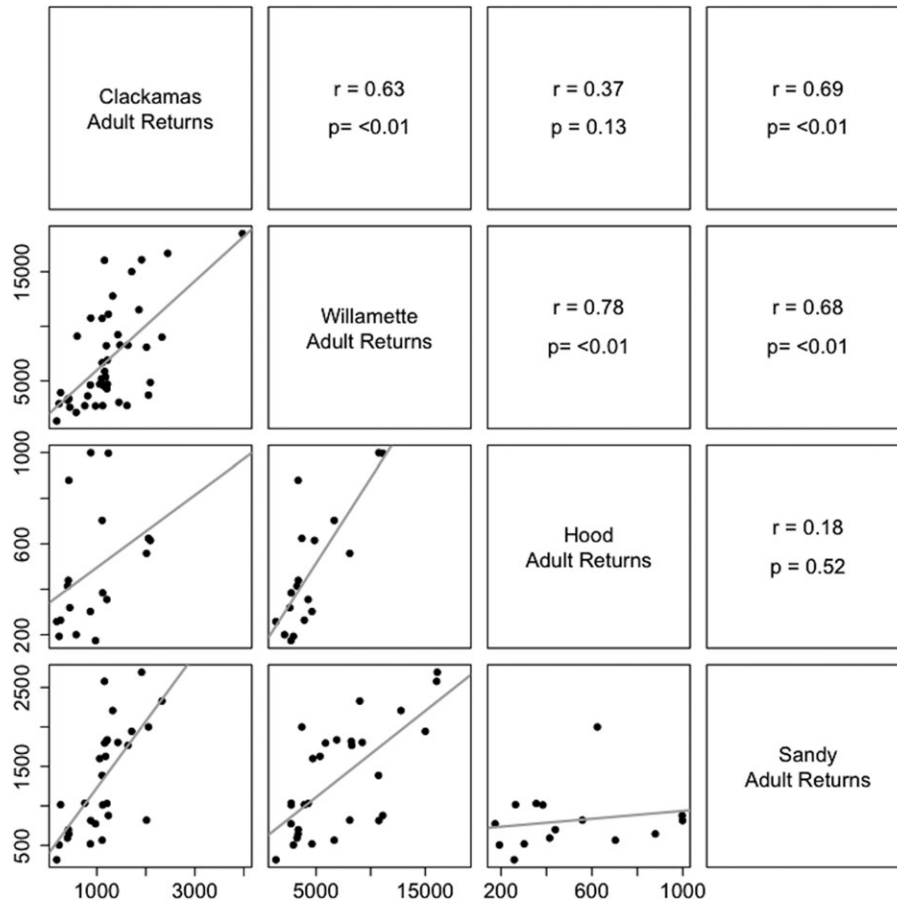 Clackamas
Adult Returns
r = 0.63
p= <0.01
r = 0.37
p = 0.13
r = 0.69
p= <0.01
5000 15000
Willamette
Adult Returns
r = 0.78
p= <0.01
r = 0.68
p= <0.01
200 600 1000
Hood
Adult Returns
r = 0.18
p = 0.52
500 1500 2500
Sandy
Adult Returns
1000 3000
5000 15000
200 600 1000